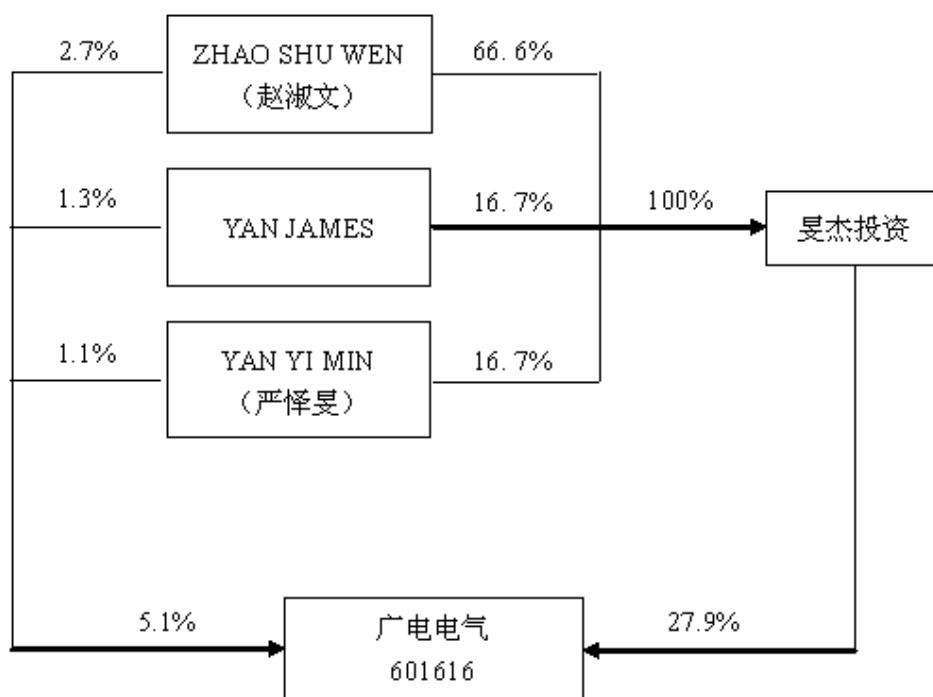 2.7%
ZHAO SHU WEN
（赵淑文）
66. 6%
1.3%
YAN JAMES
16. 7%
100%
旻杰投资
1.1%
YAN YI MIN
（严怿旻）
16. 7%
5.1%
广电电气
601616
27.9%